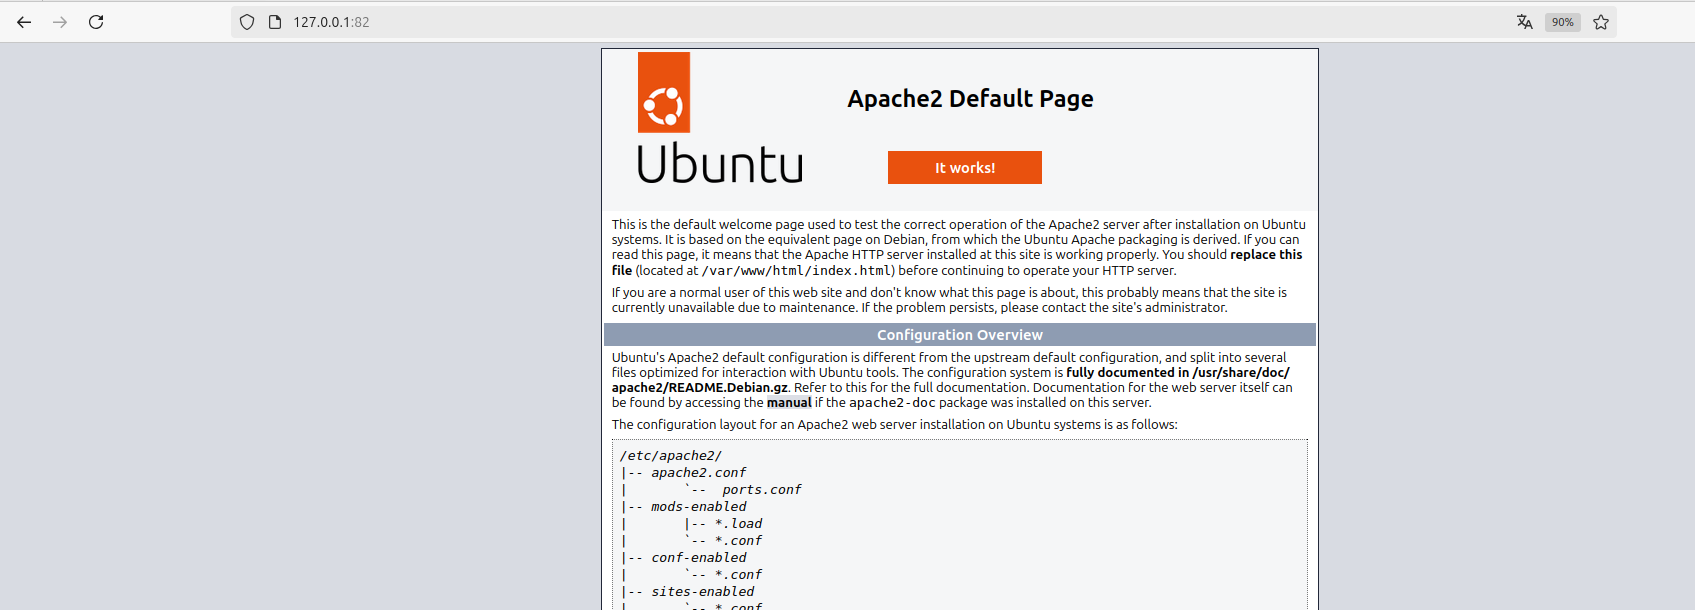 127.0.0.1:82
90%
Apache2 Default Page
Ubuntu
It works!
This is the default welcome page used to test the correct operation of the Apache2 server after installation on Ubuntu
systems. It is based on the equivalent page on Debian, from which the Ubuntu Apache packaging is derived. If you can
read this page, it means that the Apache HTTP server installed at this site is working properly. You should replace this
file (located at /var/www/html/index.html) before continuing to operate your HTTP server.
If you are a normal user of this web site and don't know what this page is about, this probably means that the site is
currently unavailable due to maintenance. If the problem persists, please contact the site's administrator.
Configuration Overview
Ubuntu's Apache2 default configuration is different from the upstream default configuration, and split into several
files optimized for interaction with Ubuntu tools. The configuration system is fully documented in /usr/share/doc/
apache2/README.Debian.gz. Refer to this for the full documentation. Documentation for the web server itself can
be found by accessing the manual if the apache2-doc package was installed on this server.
The configuration layout for an Apache2 web server installation on Ubuntu systems is as follows:
/etc/apache2/
|-- apache2.conf
|       `--  ports.conf
|-- mods-enabled
|       |-- *.load
|       `-- *.conf
|-- conf-enabled
|       `-- *.conf
|-- sites-enabled
|       `-- *.conf